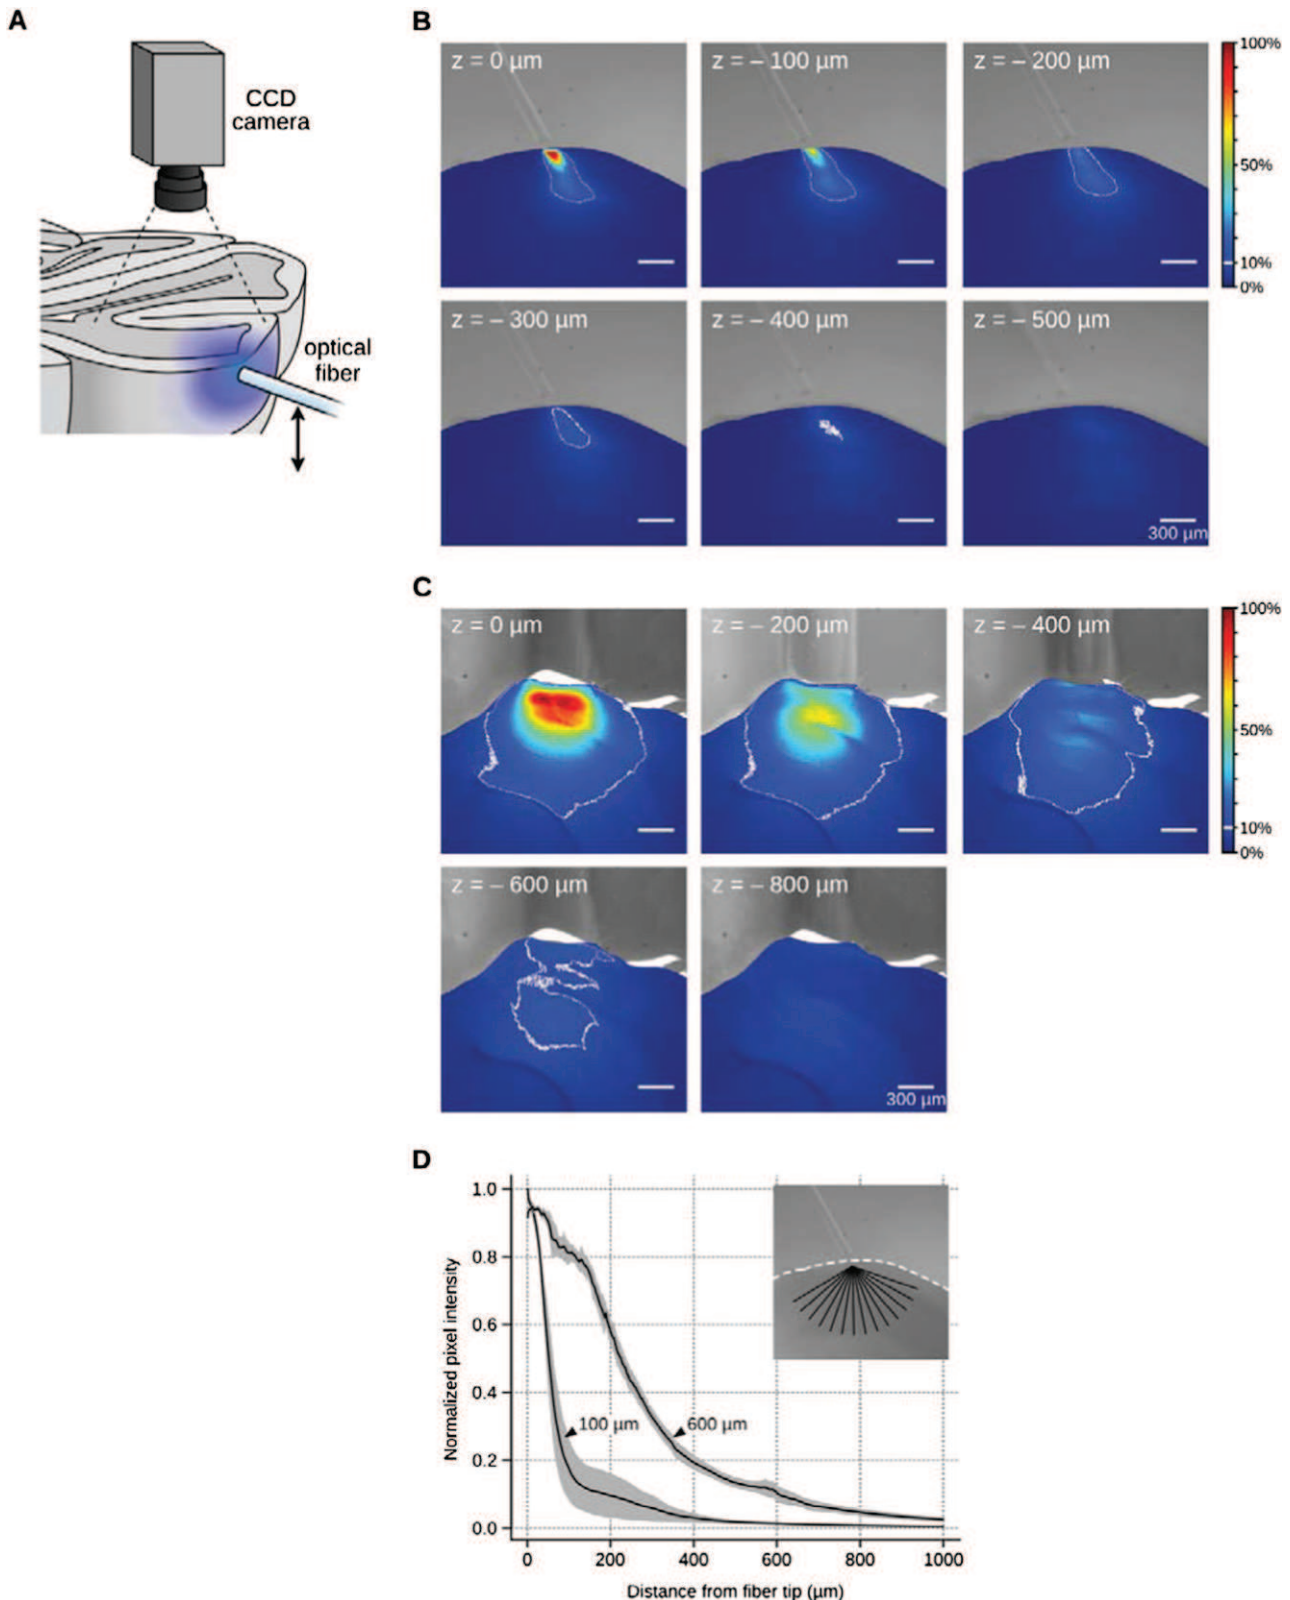 A
CCD
camera
optical
fiber
B
z = 0 µm
z = – 100 µm
z = – 200 µm
100%
50%
10%
0%
z = – 300 µm
z = – 400 µm
z = – 500 µm
300 µm
C
z = 0 µm
z = – 200 µm
z = – 400 µm
100%
50%
10%
0%
z = – 600 µm
z = – 800 µm
300 µm
D
Normalized pixel intensity
1.0
0.8
0.6
0.4
0.2
0.0
100 µm
600 µm
0 200 400 600 800 1000
Distance from fiber tip (µm)